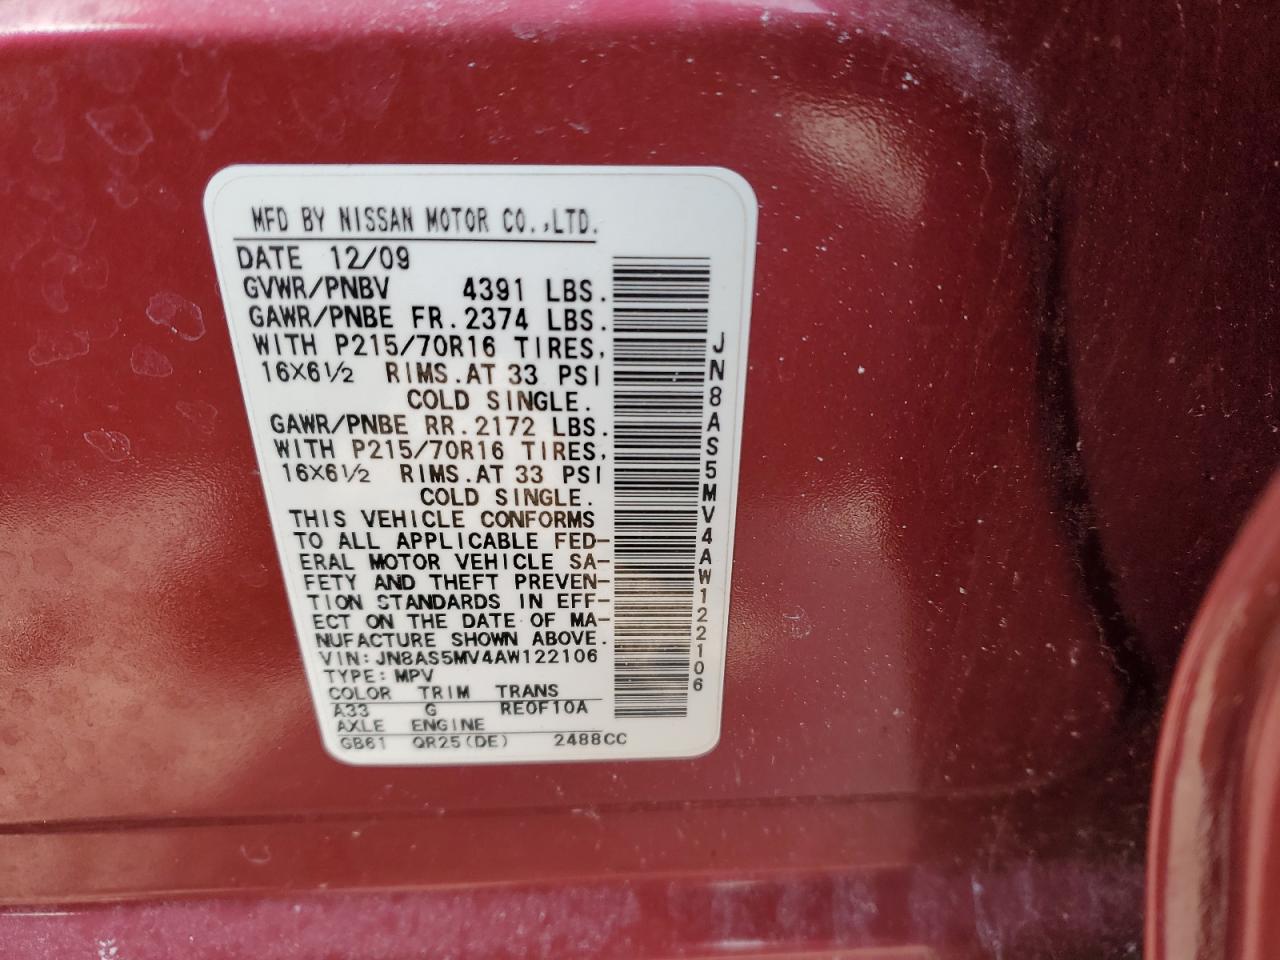 MFD BY NISSAN MOTOR CO.,LTD.
DATE 12/09
GVWR/PNBV 4391 LBS.
GAWR/PNBE FR.2374 LBS.
WITH P215/70R16 TIRES,
16X6½ RIMS.AT 33 PSI
COLD SINGLE.
GAWR/PNBE RR.2172 LBS.
WITH P215/70R16 TIRES,
16X6½ RIMS.AT 33 PSI
COLD SINGLE.
THIS VEHICLE CONFORMS
TO ALL APPLICABLE FED-
ERAL MOTOR VEHICLE SA-
FETY AND THEFT PREVEN-
TION STANDARDS IN EFF-
ECT ON THE DATE OF MA-
NUFACTURE SHOWN ABOVE.
VIN:JN8AS5MV4AW122106
TYPE:MPV
COLOR TRIM TRANS
A33 G RE0F10A
AXLE ENGINE
GB61 QR25(DE) 2488CC
JN8AS5MV4AW122106